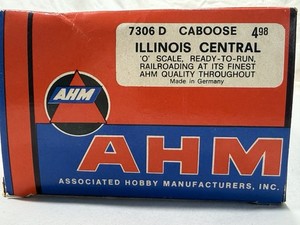 7306 D CABOOSE 4.98
ILLINOIS CENTRAL
'O' SCALE, READY-TO-RUN,
RAILROADING AT ITS FINEST
AHM QUALITY THROUGHOUT
Made in Germany
AHM
AHM
ASSOCIATED HOBBY MANUFACTURERS, INC.